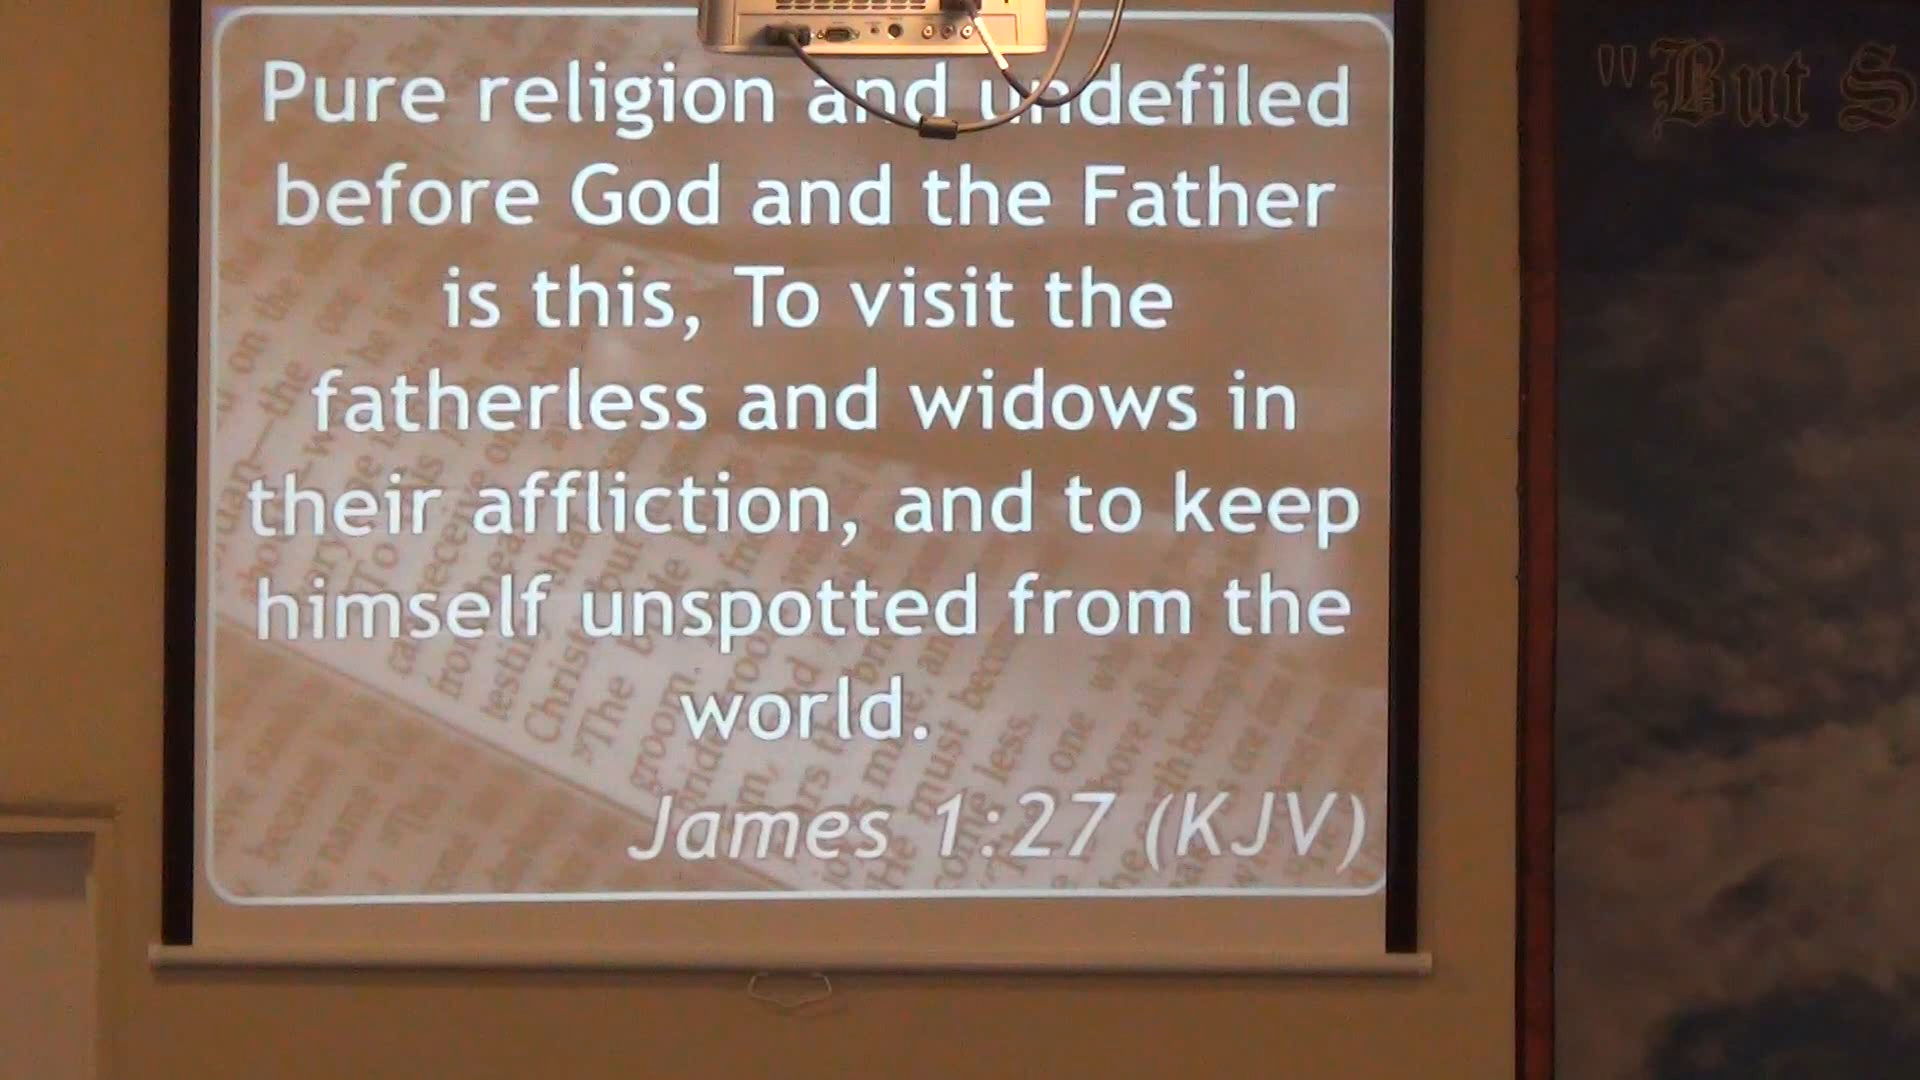 Pure religion and undefiled
before God and the Father
is this, To visit the
fatherless and widows in
their affliction, and to keep
himself unspotted from the
world.
James 1:27 (KJV)
"But S